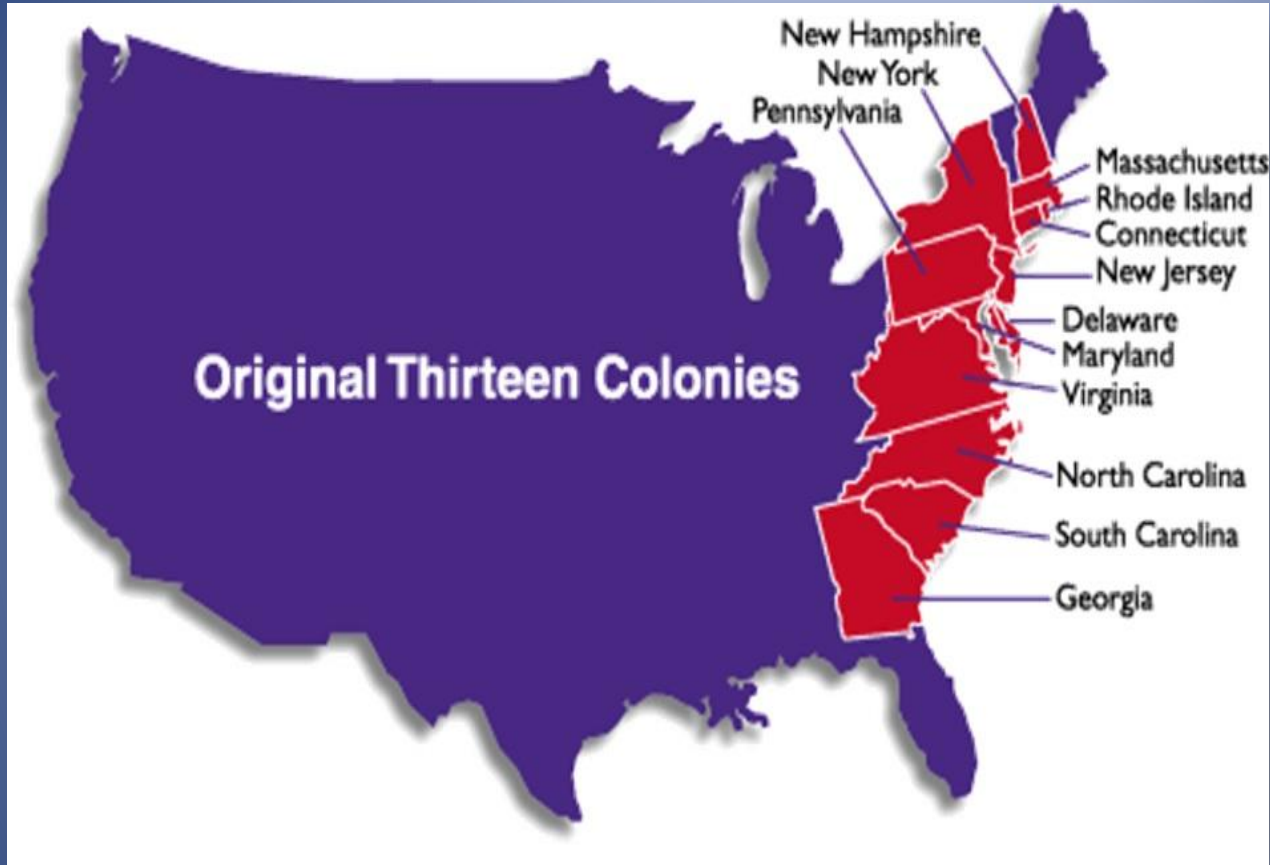 New Hampshire
New York
Pennsylvania
Massachusetts
Rhode Island
Connecticut
New Jersey
Delaware
Maryland
Virginia
Original Thirteen Colonies
North Carolina
South Carolina
Georgia